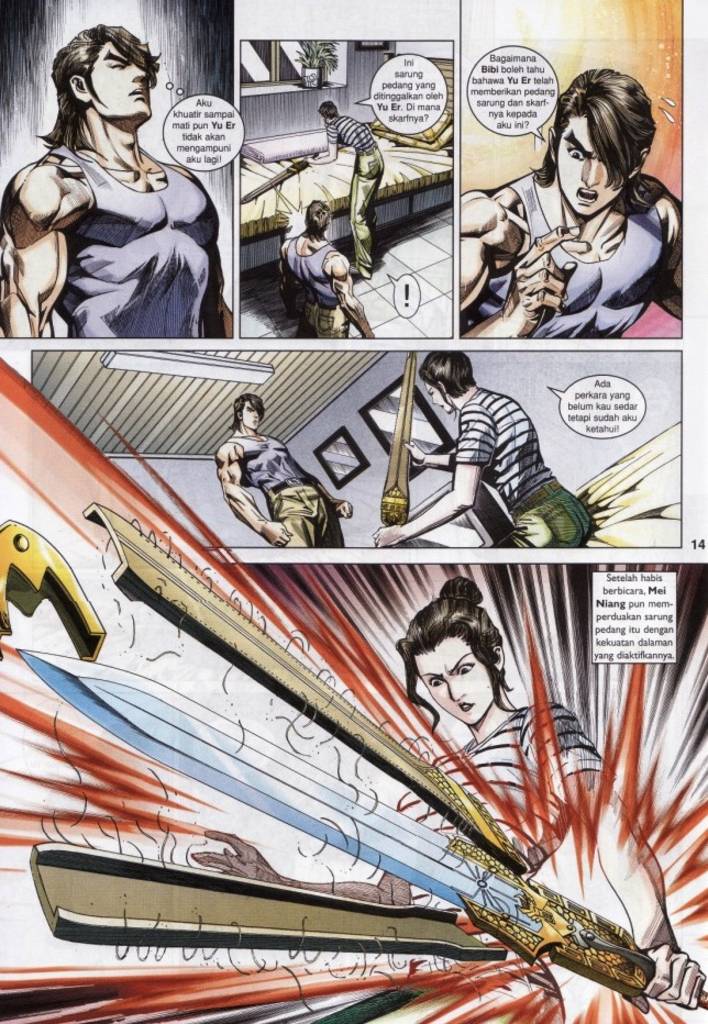 Aku
khuatir sampai
mati pun Yu Er
tidak akan
mengampuni
aku lagi!
Ini
sarung
pedang yang
ditinggalkan oleh
Yu Er. Di mana
skarfnya?
!
Bagaimana
Bibi boleh tahu
bahawa Yu Er telah
memberikan pedang
sarung dan skarf-
nya kepada
aku ini?
Ada
perkara yang
belum kau sedar
tetapi sudah aku
ketahui!
14
Setelah habis
berbicara, Mei
Niang pun mem-
perduakan sarung
pedang itu dengan
kekuatan dalaman
yang diaktifkannya.